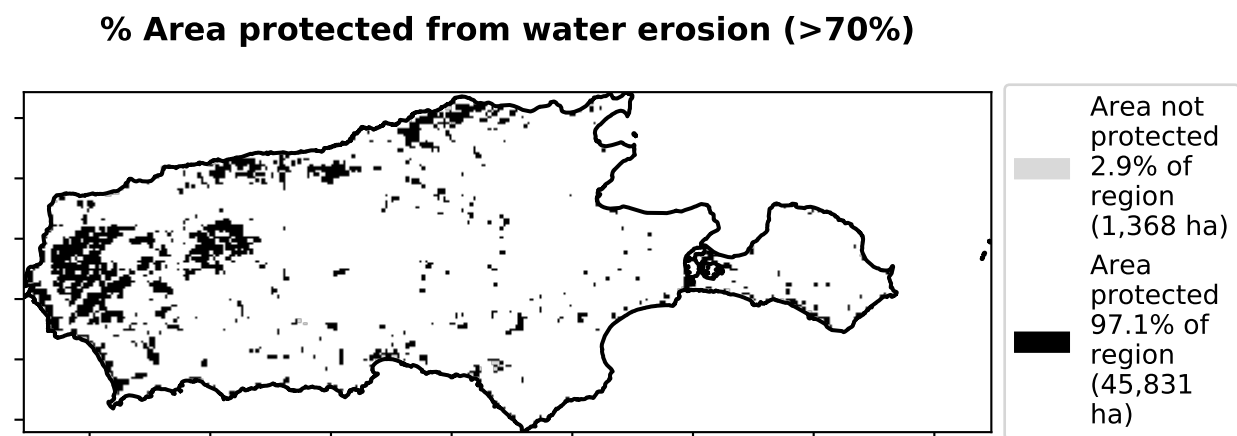 % Area protected from water erosion (>70%)
Area not
protected
2.9% of
region
(1,368 ha)
Area
protected
97.1% of
region
(45,831
ha)